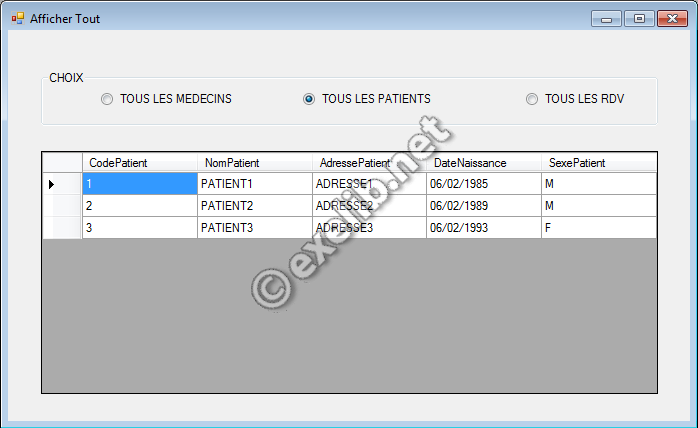 Afficher Tout
CHOIX
TOUS LES MEDECINS TOUS LES PATIENTS TOUS LES RDV
CodePatient NomPatient AdressePatient DateNaissance SexePatient
1 PATIENT1 ADRESSE1 06/02/1985 M
2 PATIENT2 ADRESSE2 06/02/1989 M
3 PATIENT3 ADRESSE3 06/02/1993 F
© exelib.net